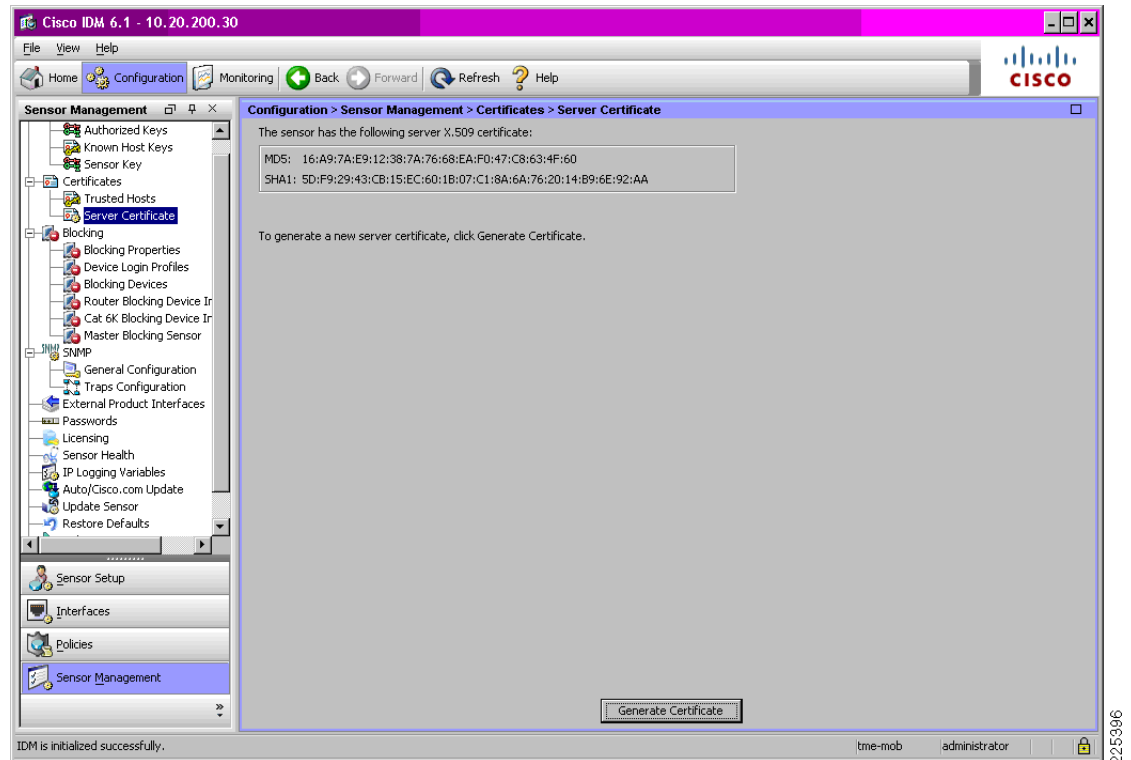 Cisco IDM 6.1 - 10.20.200.30
File View Help
Home Configuration Monitoring Back Forward Refresh Help
CISCO
Sensor Management
Authorized Keys
Known Host Keys
Sensor Key
Certificates
Trusted Hosts
Server Certificate
Blocking
Blocking Properties
Device Login Profiles
Blocking Devices
Router Blocking Device Ir
Cat 6K Blocking Device Ir
Master Blocking Sensor
SNMP
General Configuration
Traps Configuration
External Product Interfaces
Passwords
Licensing
Sensor Health
IP Logging Variables
Auto/Cisco.com Update
Update Sensor
Restore Defaults
Sensor Setup
Interfaces
Policies
Sensor Management
Configuration > Sensor Management > Certificates > Server Certificate
The sensor has the following server X.509 certificate:
MD5: 16:A9:7A:E9:12:38:7A:76:68:EA:F0:47:C8:63:4F:60
SHA1: 5D:F9:29:43:CB:15:EC:60:1B:07:C1:8A:6A:76:20:14:B9:6E:92:AA
To generate a new server certificate, click Generate Certificate.
Generate Certificate
IDM is initialized successfully.
tme-mob administrator
225396